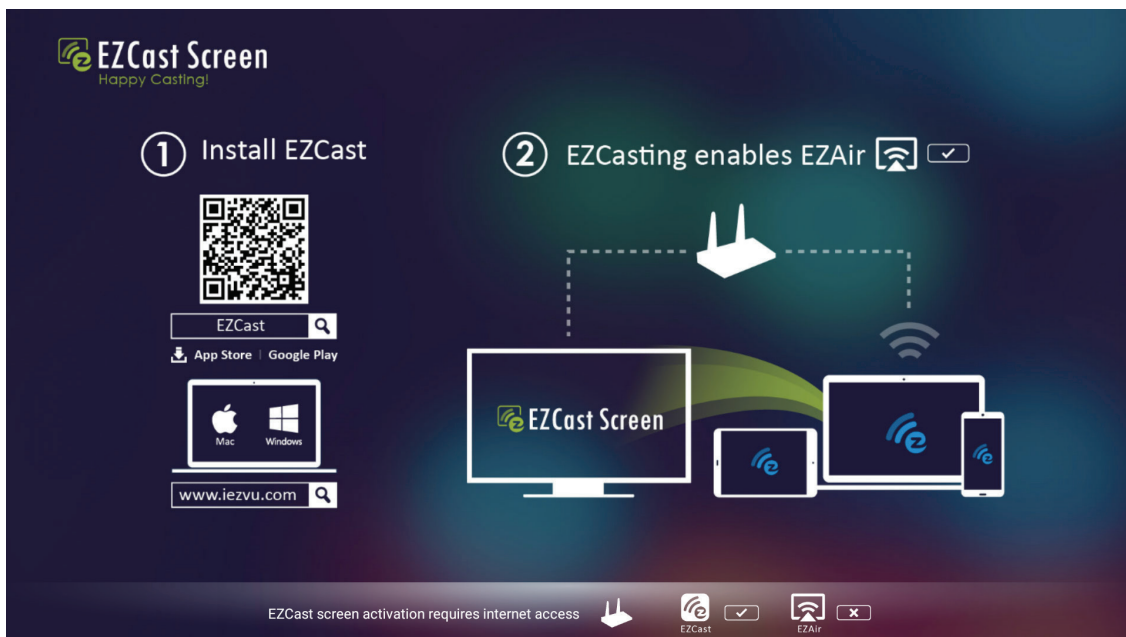 EZCast Screen
Happy Casting!
1 Install EZCast
EZCast
App Store | Google Play
Mac Windows
www.iezvu.com
2 EZCasting enables EZAir
EZCast Screen
EZCast screen activation requires internet access
EZCast
EZAir